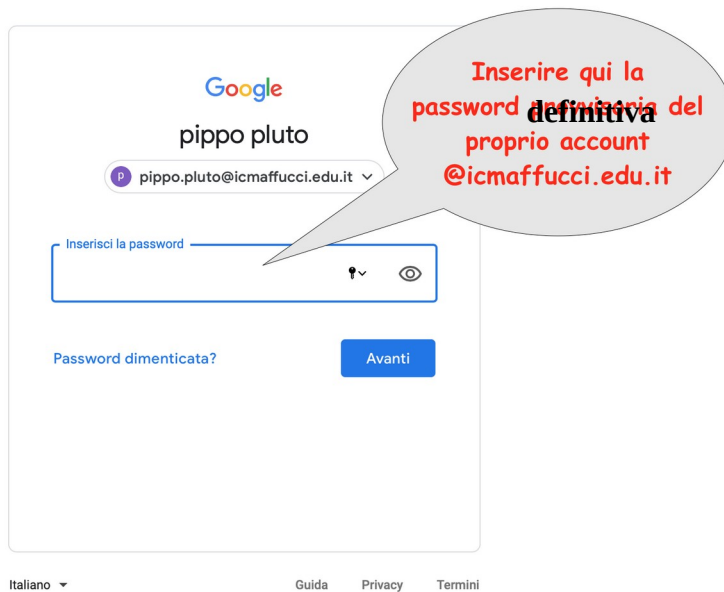 Google
pippo pluto
P pippo.pluto@icmaffucci.edu.it
Inserire qui la
password provvisoria del
definitiva
proprio account
@icmaffucci.edu.it
Inserisci la password
Password dimenticata?
Avanti
Italiano
Guida Privacy Termini